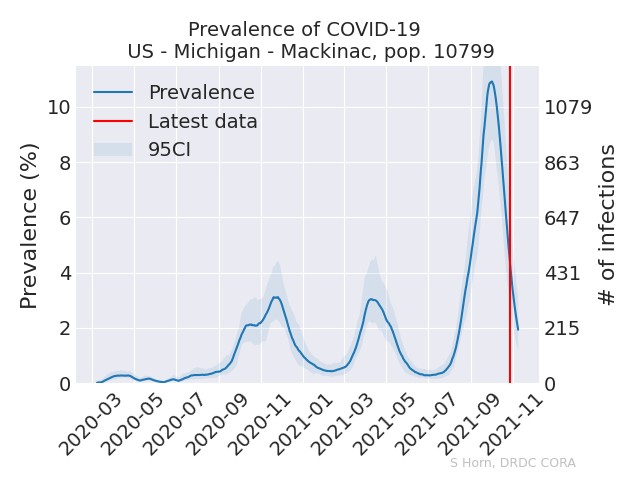 Prevalence of COVID-19
US - Michigan - Mackinac, pop. 10799
Prevalence
Latest data
95CI
Prevalence (%)
10
8
6
4
2
0
1079
863
647
431
215
0
# of infections
2020-03
2020-05
2020-07
2020-09
2020-11
2021-01
2021-03
2021-05
2021-07
2021-09
2021-11
S Horn, DRDC CORA